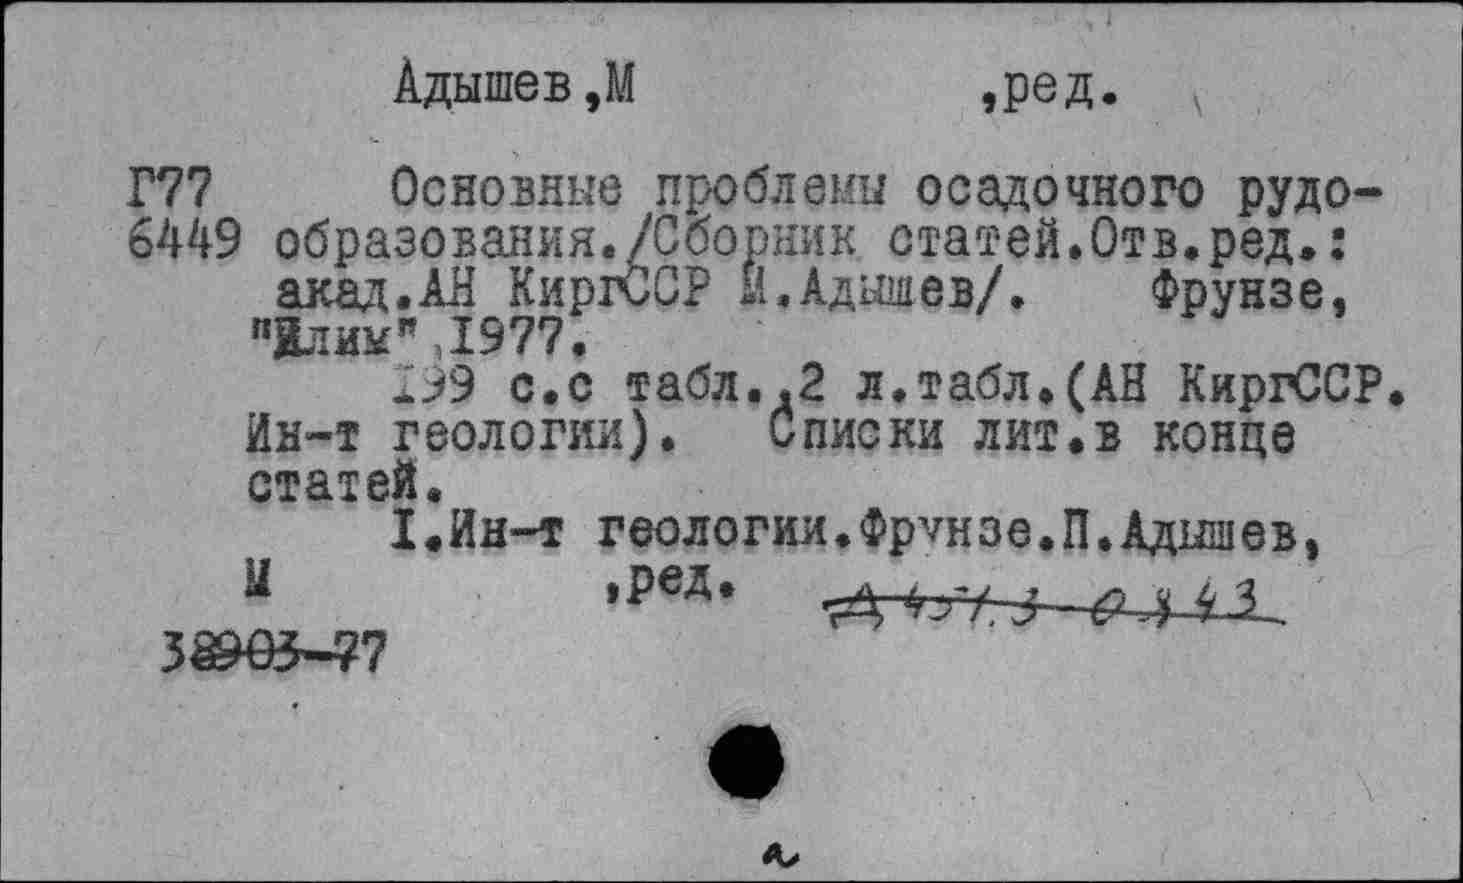 Адышев,М ,ред.
Г77 Основные проблемы осадочного рудо-
6449 образования./Сборник статей.Отв.ред.:
акад.АН КиргССР М.Адышев/. Фрунзе,
"Илим",1977.
199 с.с табл.,2 л.табл.(АН КиргССР.
Ин-т геологии). Списки лит.в конце
статей.
I.Ин-т геологии.Фрунзе.П.Адышев,
М ,ред.
38903-77